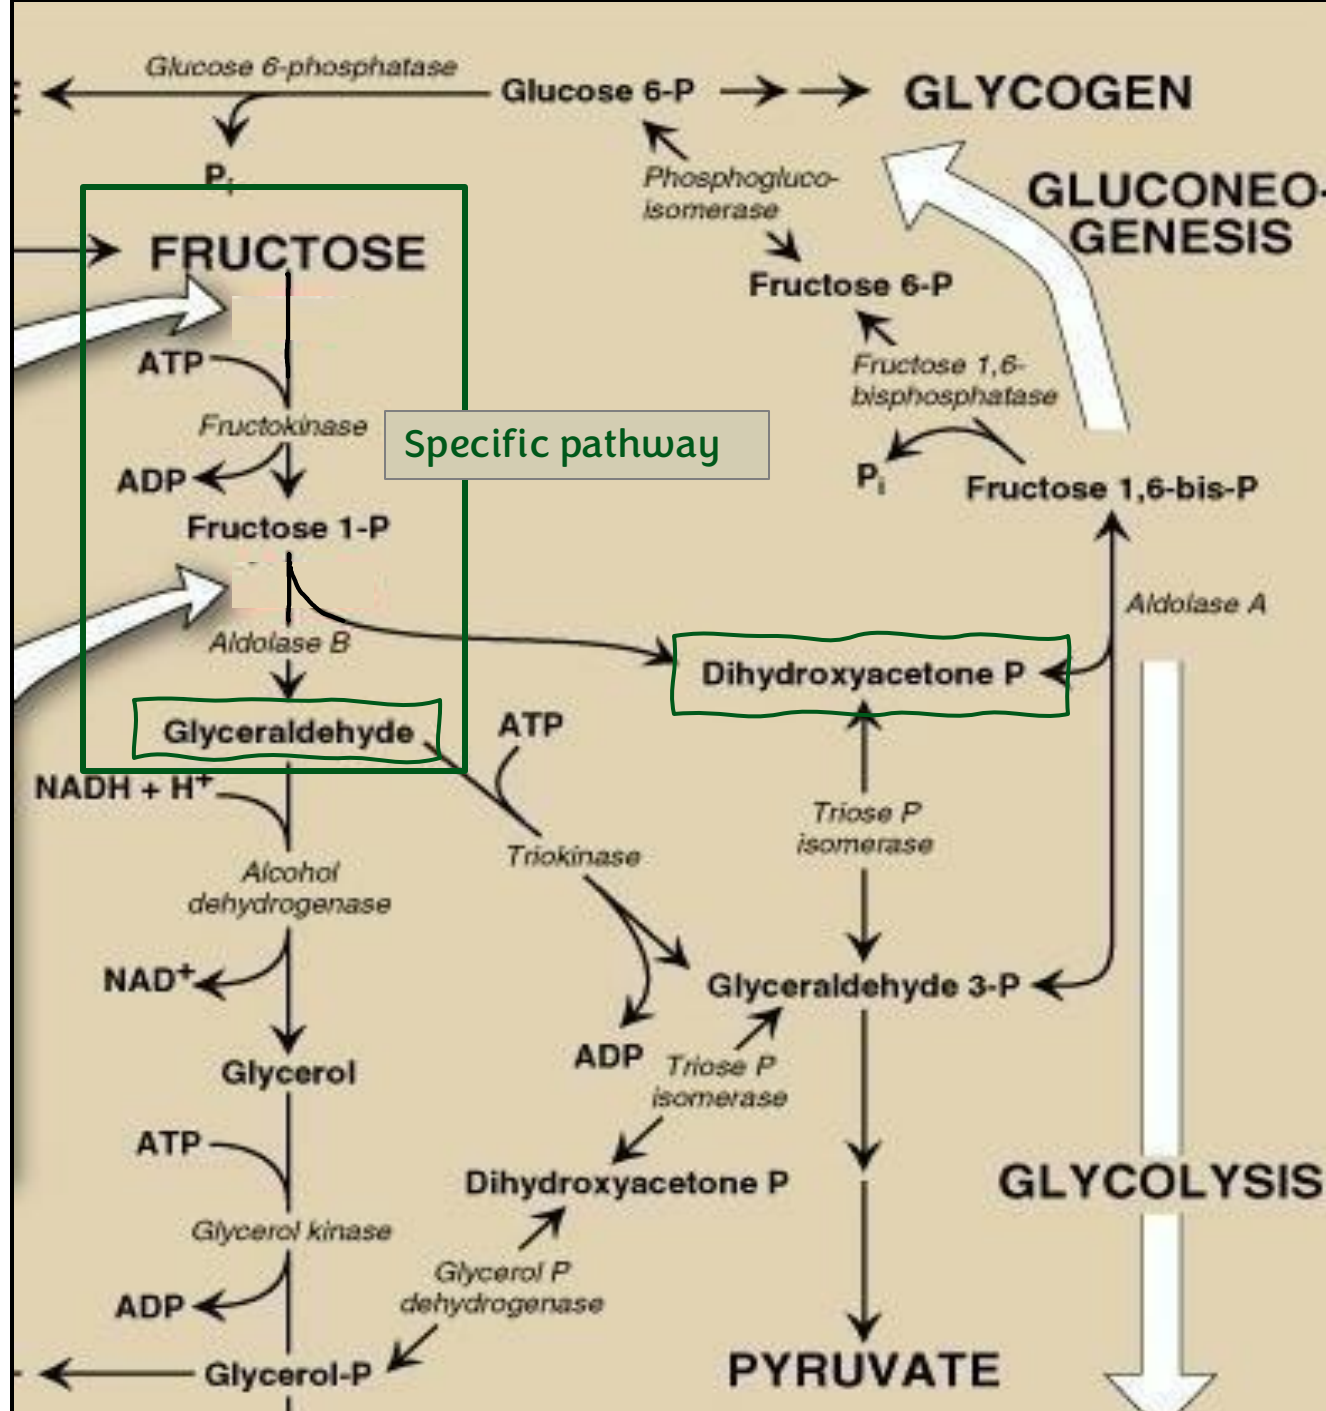 Glucose 6-phosphatase
Glucose 6-P
GLYCOGEN
Pi
Phosphogluco-
isomerase
GLUCONEO-
GENESIS
FRUCTOSE
Fructose 6-P
ATP
Fructose 1,6-
bisphosphatase
Fructokinase
Specific pathway
ADP
Pi
Fructose 1,6-bis-P
Fructose 1-P
Aldolase A
Aldolase B
Dihydroxyacetone P
Glyceraldehyde
ATP
NADH + H+
Triose P
isomerase
Triokinase
Alcohol
dehydrogenase
NAD+
Glyceraldehyde 3-P
ADP
Triose P
isomerase
Glycerol
ATP
Dihydroxyacetone P
GLYCOLYSIS
Glycerol kinase
Glycerol P
dehydrogenase
ADP
Glycerol-P
PYRUVATE